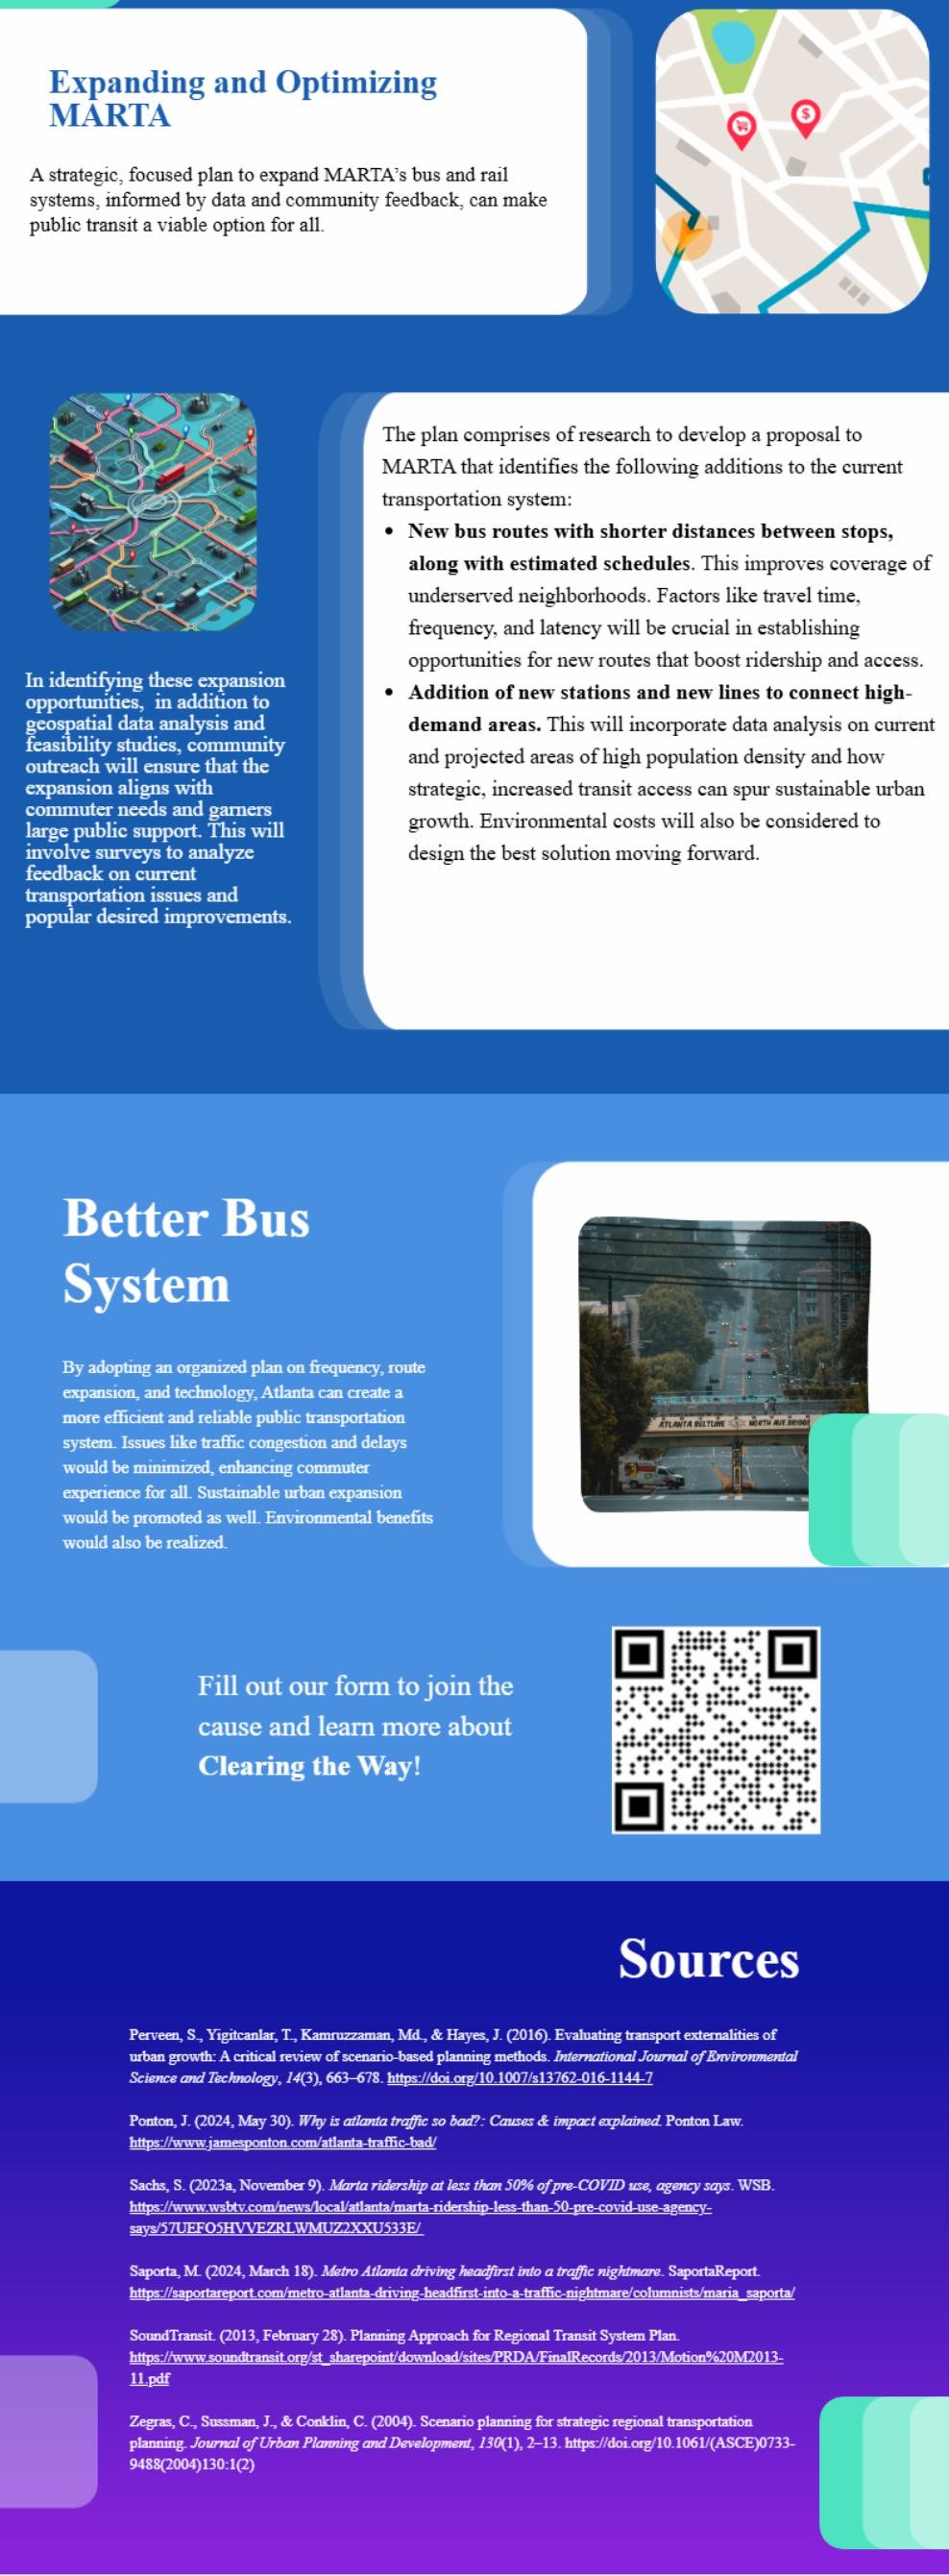 Expanding and Optimizing
MARTA
A strategic, focused plan to expand MARTA's bus and rail
systems, informed by data and community feedback, can make
public transit a viable option for all.
The plan comprises of research to develop a proposal to
MARTA that identifies the following additions to the current
transportation system:
• New bus routes with shorter distances between stops,
along with estimated schedules. This improves coverage of
underserved neighborhoods. Factors like travel time,
frequency, and latency will be crucial in establishing
opportunities for new routes that boost ridership and access.
• Addition of new stations and new lines to connect high-
demand areas. This will incorporate data analysis on current
and projected areas of high population density and how
strategic, increased transit access can spur sustainable urban
growth. Environmental costs will also be considered to
design the best solution moving forward.
In identifying these expansion
opportunities, in addition to
geospatial data analysis and
feasibility studies, community
outreach will ensure that the
expansion aligns with
commuter needs and garners
large public support. This will
involve surveys to analyze
feedback on current
transportation issues and
popular desired improvements.
Better Bus
System
By adopting an organized plan on frequency, route
expansion, and technology, Atlanta can create a
more efficient and reliable public transportation
system. Issues like traffic congestion and delays
would be minimized, enhancing commuter
experience for all. Sustainable urban expansion
would be promoted as well. Environmental benefits
would also be realized.
ATLANTA BELTLINE NORTH AVE BRIDGE
Fill out our form to join the
cause and learn more about
Clearing the Way!
Sources
Perveen, S., Yigitcanlar, T., Kamruzzaman, Md., & Hayes, J. (2016). Evaluating transport externalities of
urban growth: A critical review of scenario-based planning methods. International Journal of Environmental
Science and Technology, 14(3), 663–678. https://doi.org/10.1007/s13762-016-1144-7
Ponton, J. (2024, May 30). Why is atlanta traffic so bad?: Causes & impact explained. Ponton Law.
https://www.jamesponton.com/atlanta-traffic-bad/
Sachs, S. (2023a, November 9). Marta ridership at less than 50% of pre-COVID use, agency says. WSB.
https://www.wsbtv.com/news/local/atlanta/marta-ridership-less-than-50-pre-covid-use-agency-
says/57UEFO5HVVEZRLWMUZ2XXU533E/
Saporta, M. (2024, March 18). Metro Atlanta driving headfirst into a traffic nightmare. SaportaReport.
https://saportareport.com/metro-atlanta-driving-headfirst-into-a-traffic-nightmare/columnists/maria_saporta/
SoundTransit. (2013, February 28). Planning Approach for Regional Transit System Plan.
https://www.soundtransit.org/st_sharepoint/download/sites/PRDA/FinalRecords/2013/Motion%20M2013-
11.pdf
Zegras, C., Sussman, J., & Conklin, C. (2004). Scenario planning for strategic regional transportation
planning. Journal of Urban Planning and Development, 130(1), 2–13. https://doi.org/10.1061/(ASCE)0733-
9488(2004)130:1(2)